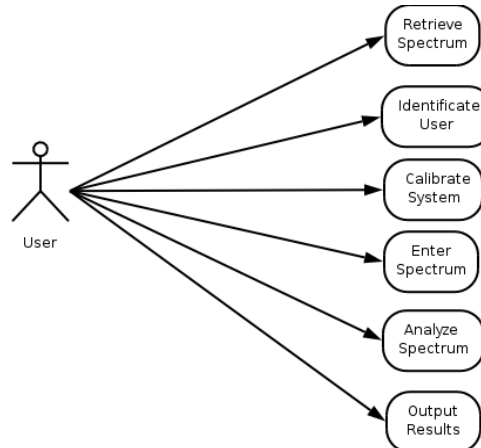 Retrieve
Spectrum
Identificate
User
Calibrate
System
User
Enter
Spectrum
Analyze
Spectrum
Output
Results